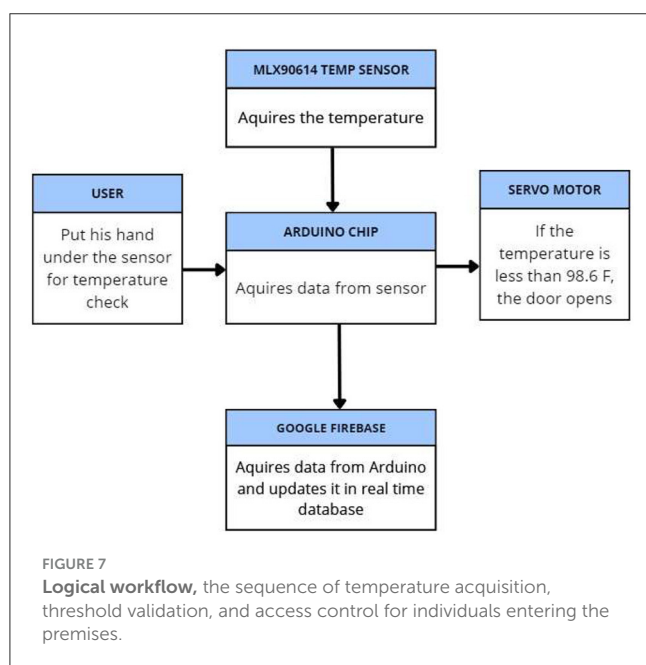 MLX90614 TEMP SENSOR
Aquires the temperature
USER
Put his hand
under the sensor
for temperature
check
ARDUINO CHIP
Aquires data from sensor
SERVO MOTOR
If the
temperature is
less than 98.6 F,
the door opens
GOOGLE FIREBASE
Aquires data from Arduino
and updates it in real time
database
FIGURE 7
Logical workflow, the sequence of temperature acquisition,
threshold validation, and access control for individuals entering the
premises.